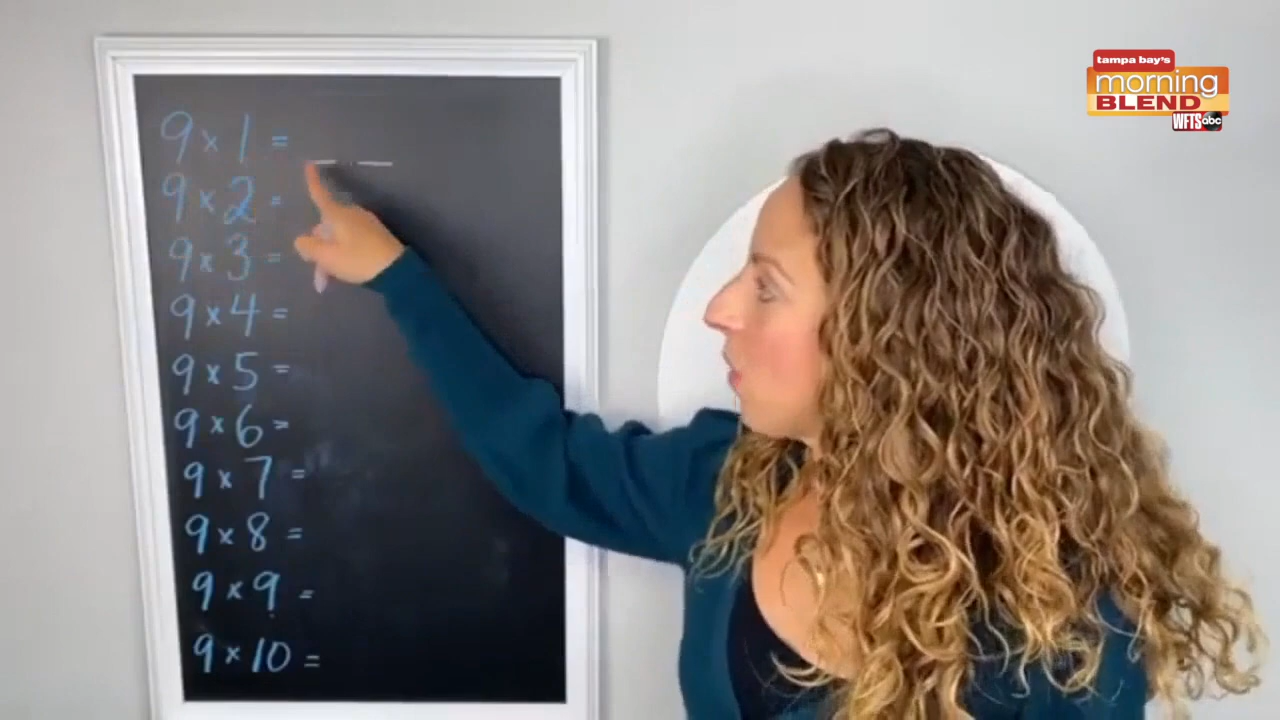 tampa bay's
morning
BLEND
WFTS abc
9 x 1 =
9 x 2 =
9 x 3 =
9 x 4 =
9 x 5 =
9 x 6 =
9 x 7 =
9 x 8 =
9 x 9 =
9 x 10 =